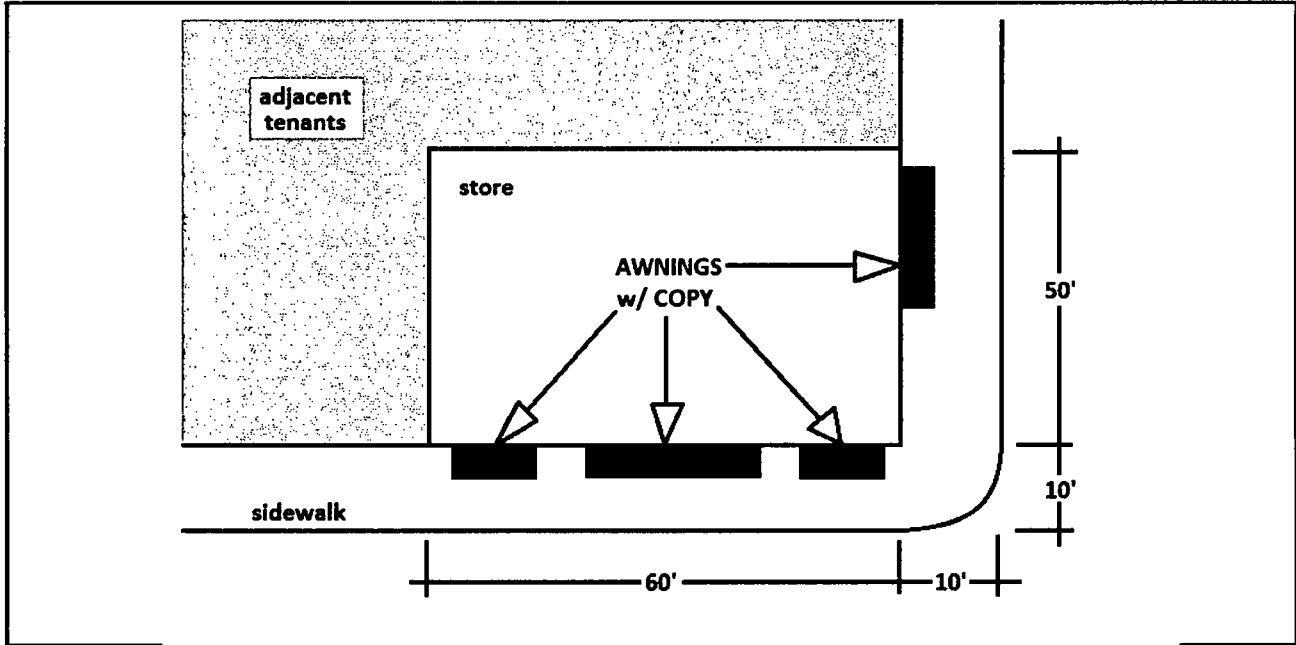 adjacent
tenants
store
AWNINGS
w/ COPY
50'
10'
sidewalk
60'
10'